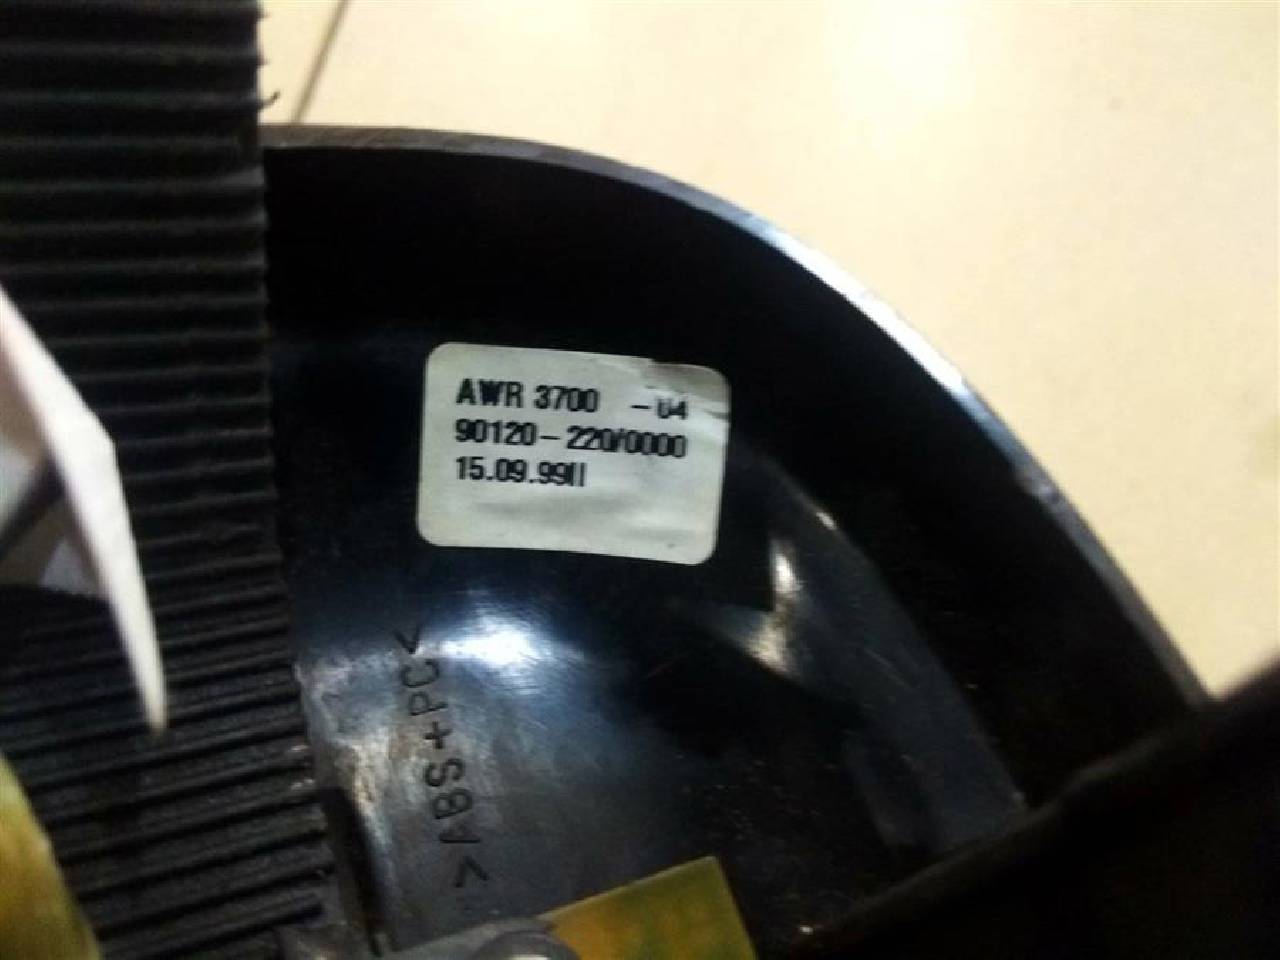 AWR 3700 -04
90120-220/0000
15.09.99II
>ABS+PC<